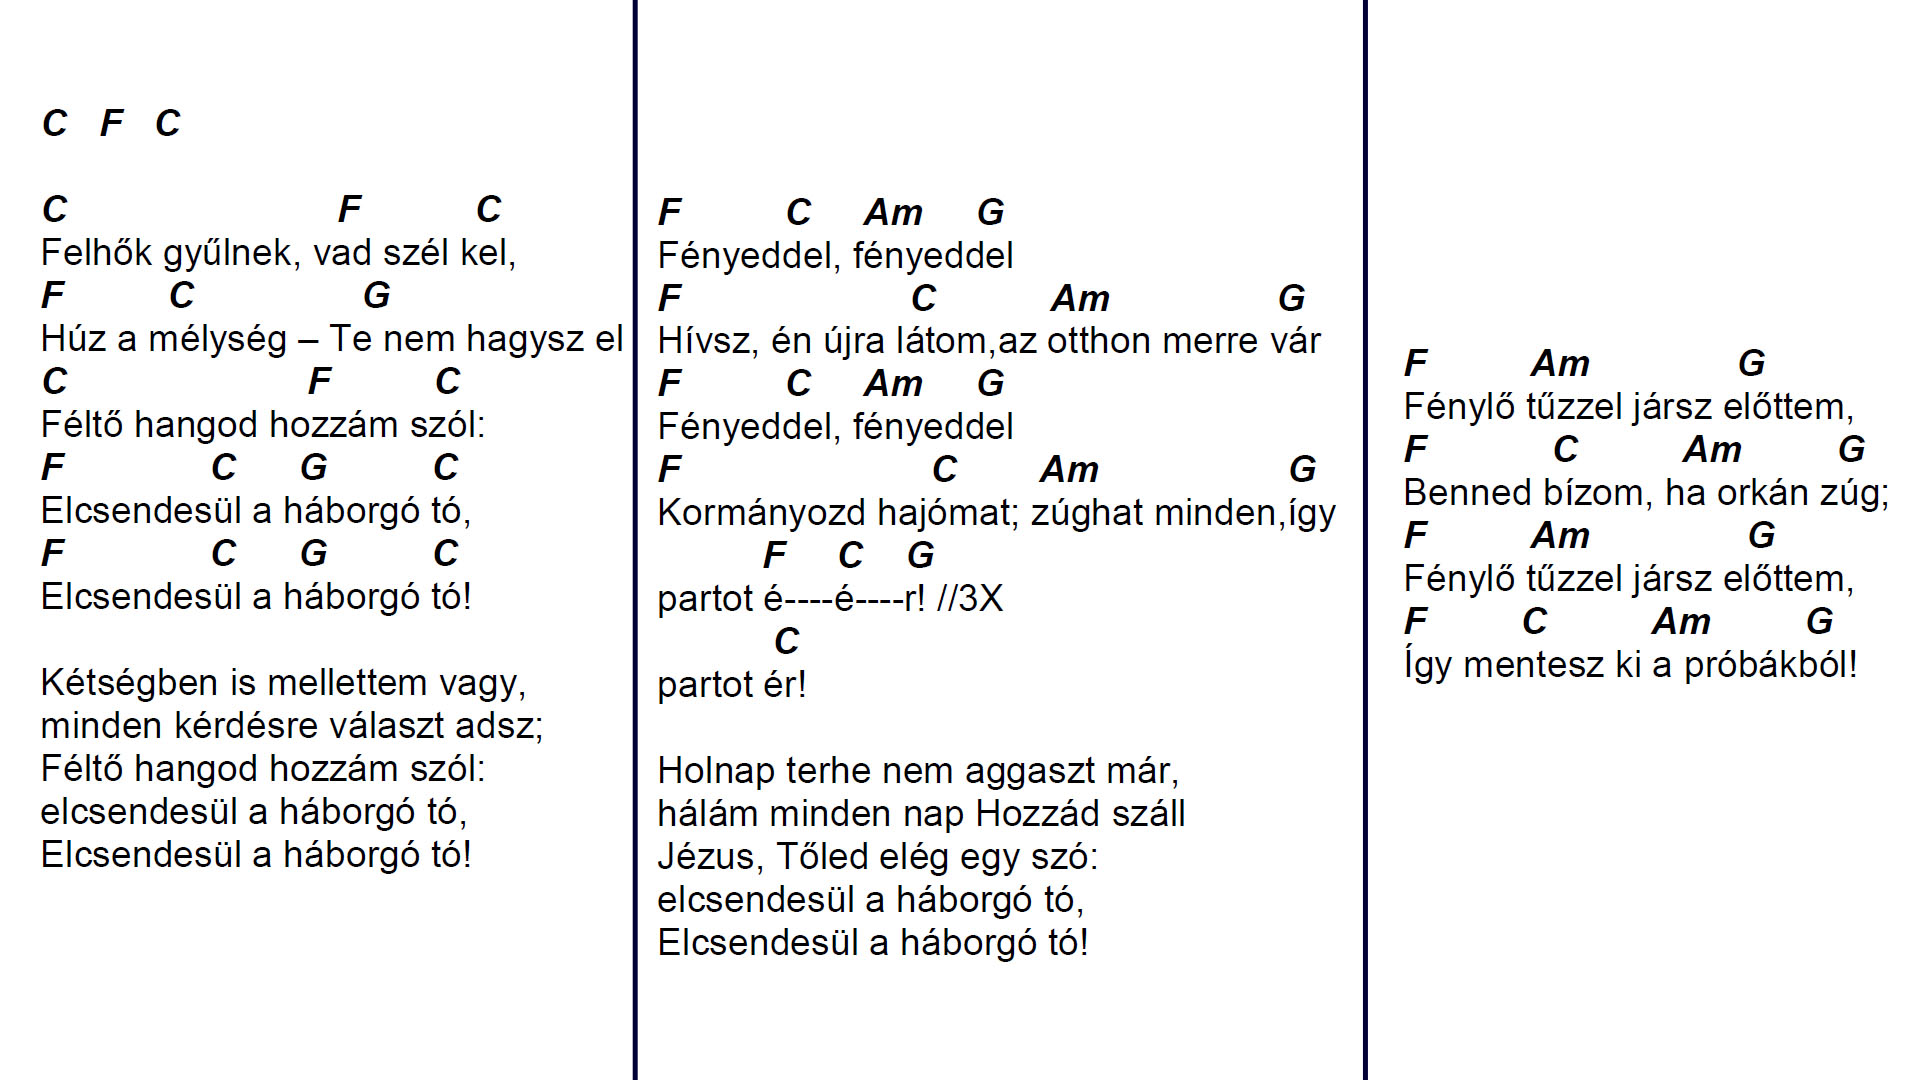 C F C
C F C
Felhők gyűlnek, vad szél kel,
F C G
Húz a mélység – Te nem hagysz el
C F C
Féltő hangod hozzám szól:
F C G C
Elcsendesül a háborgó tó,
F C G C
Elcsendesül a háborgó tó!
Kétségben is mellettem vagy,
minden kérdésre választ adsz;
Féltő hangod hozzám szól:
elcsendesül a háborgó tó,
Elcsendesül a háborgó tó!
F C Am G
Fényeddel, fényeddel
F C Am G
Hívsz, én újra látom,az otthon merre vár
F C Am G
Fényeddel, fényeddel
F C Am G
Kormányozd hajómat; zúghat minden,így
F C G
partot é----é----r! //3X
C
partot ér!
Holnap terhe nem aggaszt már,
hálám minden nap Hozzád száll
Jézus, Tőled elég egy szó:
elcsendesül a háborgó tó,
Elcsendesül a háborgó tó!
F Am G
Fénylő tűzzel jársz előttem,
F C Am G
Benned bízom, ha orkán zúg;
F Am G
Fénylő tűzzel jársz előttem,
F C Am G
Így mentesz ki a próbákból!